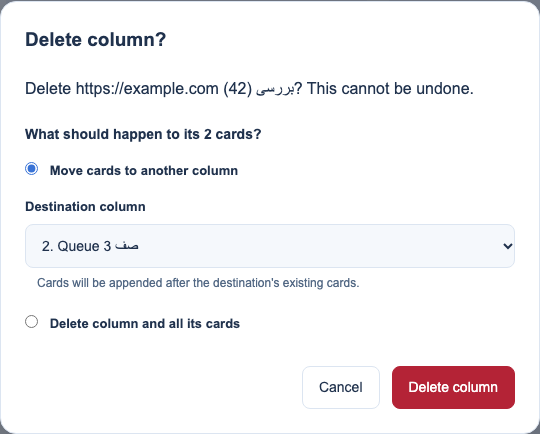 Delete column?
Delete https://example.com بررسی (42)? This cannot be undone.
What should happen to its 2 cards?
Move cards to another column
Destination column
2. Queue صف 3
Cards will be appended after the destination's existing cards.
Delete column and all its cards
Cancel
Delete column